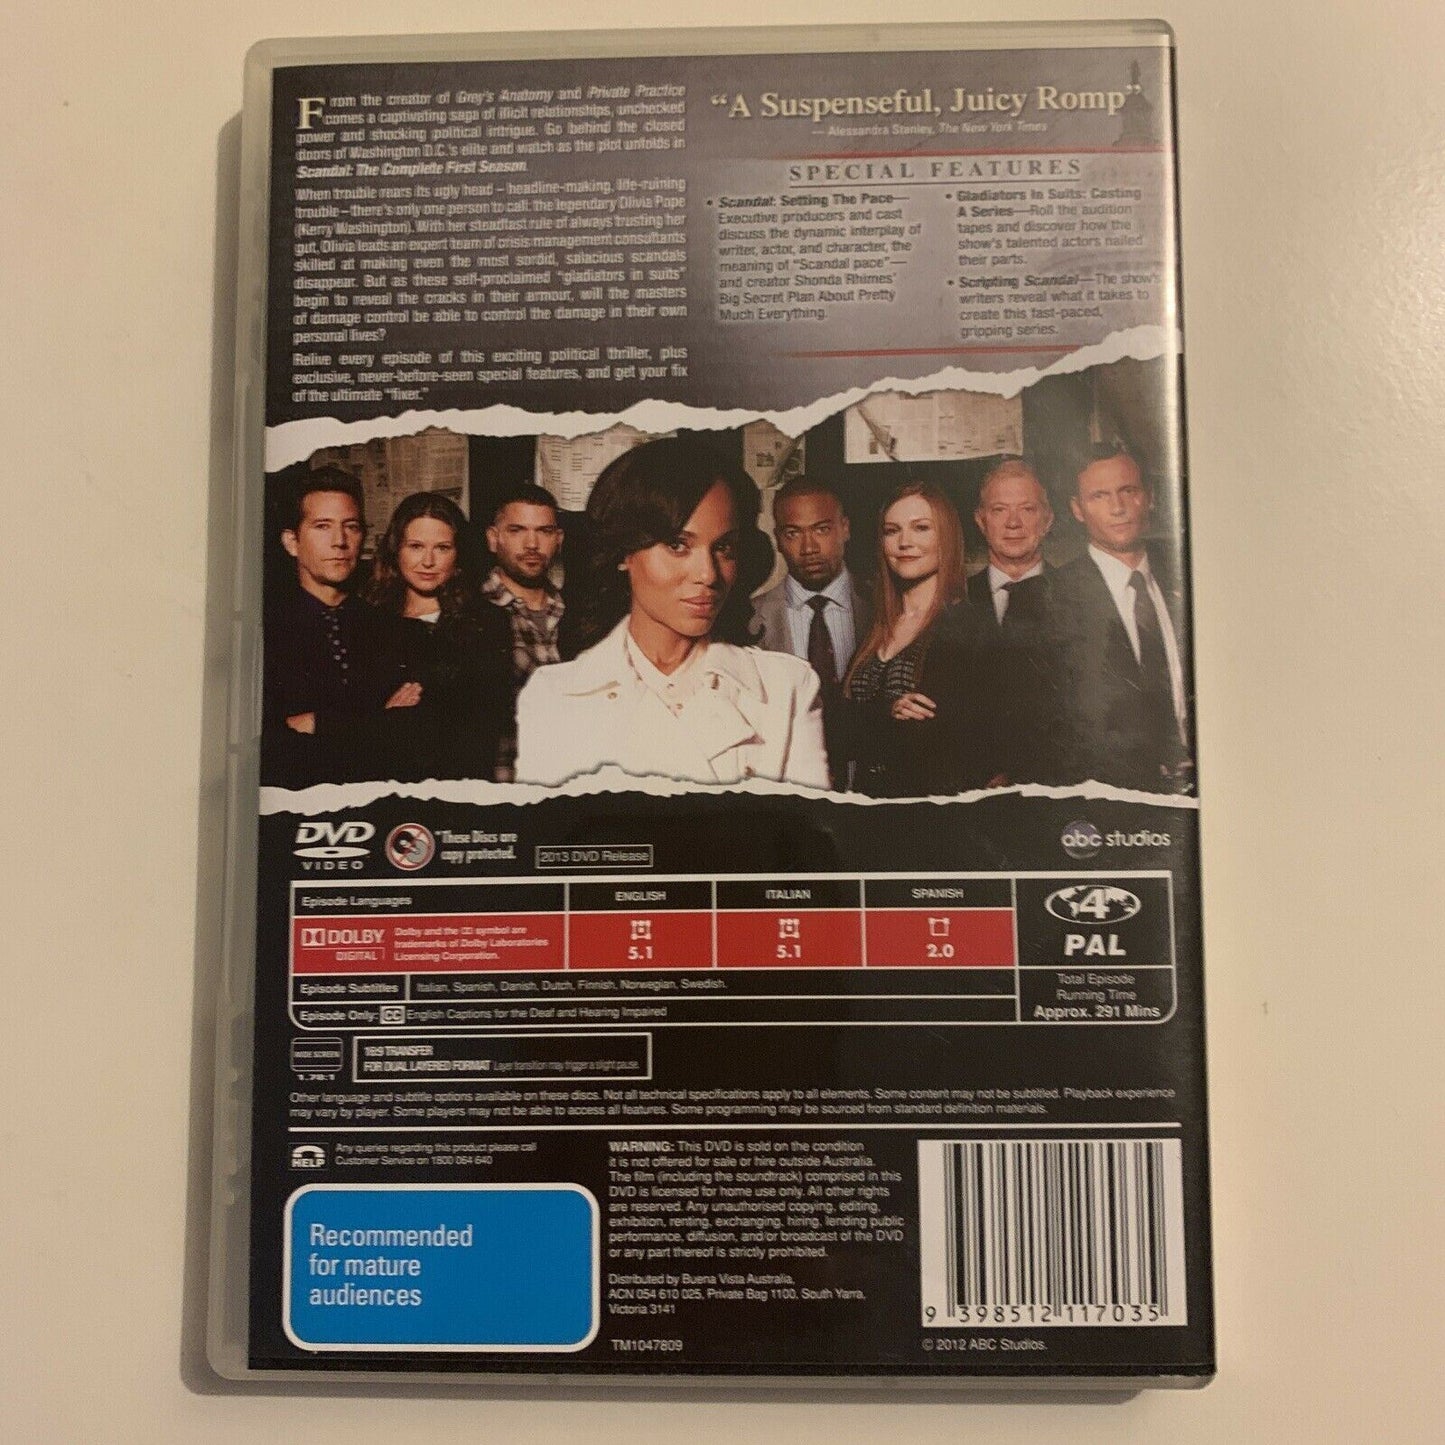 From the creator of Grey's Anatomy and Private Practice
comes a captivating saga of illicit relationships, unchecked
power and shocking political intrigue. Go behind the closed
doors of Washington D.C.'s elite and watch as the plot unfolds in
Scandal: The Complete First Season.
When trouble rears its ugly head – headline-making, life-ruining
trouble – there's only one person to call: the legendary Olivia Pope
(Kerry Washington). With her steadfast rule of always trusting her
gut, Olivia leads an expert team of crisis management consultants
skilled at making even the most sordid, salacious scandals
disappear. But as these self-proclaimed "gladiators in suits"
begin to reveal the cracks in their armour, will the masters
of damage control be able to control the damage in their own
personal lives?
Relive every episode of this exciting political thriller, plus
exclusive, never-before-seen special features, and get your fix
of the ultimate "fixer."
"A Suspenseful, Juicy Romp"
— Alessandra Stanley, The New York Times
SPECIAL FEATURES
• Scandal: Setting The Pace—
Executive producers and cast
discuss the dynamic interplay of
writer, actor, and character, the
meaning of "Scandal pace"—
and creator Shonda Rhimes'
Big Secret Plan About Pretty
Much Everything.
• Gladiators In Suits: Casting
A Series—Roll the audition
tapes and discover how the
show's talented actors nailed
their parts.
• Scripting Scandal—The show's
writers reveal what it takes to
create this fast-paced,
gripping series.
DVD
VIDEO
"These Discs are
copy protected.
2013 DVD Release
abc studios
Episode Languages
ENGLISH
ITALIAN
SPANISH
DOLBY
DIGITAL
Dolby and the DD symbol are
trademarks of Dolby Laboratories
Licensing Corporation.
5.1
5.1
2.0
4
PAL
Episode Subtitles
Italian, Spanish, Danish, Dutch, Finnish, Norwegian, Swedish.
Episode Only: CC English Captions for the Deaf and Hearing Impaired
Total Episode
Running Time
Approx. 291 Mins
WIDE SCREEN
1.78:1
16:9 TRANSFER
FOR DUAL LAYERED FORMAT Layer transition may trigger a slight pause.
Other language and subtitle options available on these discs. Not all technical specifications apply to all elements. Some content may not be subtitled. Playback experience
may vary by player. Some players may not be able to access all features. Some programming may be sourced from standard definition materials.
HELP
Any queries regarding this product please call
Customer Service on 1800 064 640
Recommended
for mature
audiences
WARNING: This DVD is sold on the condition
it is not offered for sale or hire outside Australia.
The film (including the soundtrack) comprised in this
DVD is licensed for home use only. All other rights
are reserved. Any unauthorised copying, editing,
exhibition, renting, exchanging, hiring, lending public
performance, diffusion, and/or broadcast of the DVD
or any part thereof is strictly prohibited.
Distributed by Buena Vista Australia,
ACN 054 610 025, Private Bag 1100, South Yarra,
Victoria 3141
TM1047809
9 398512 117035
© 2012 ABC Studios.